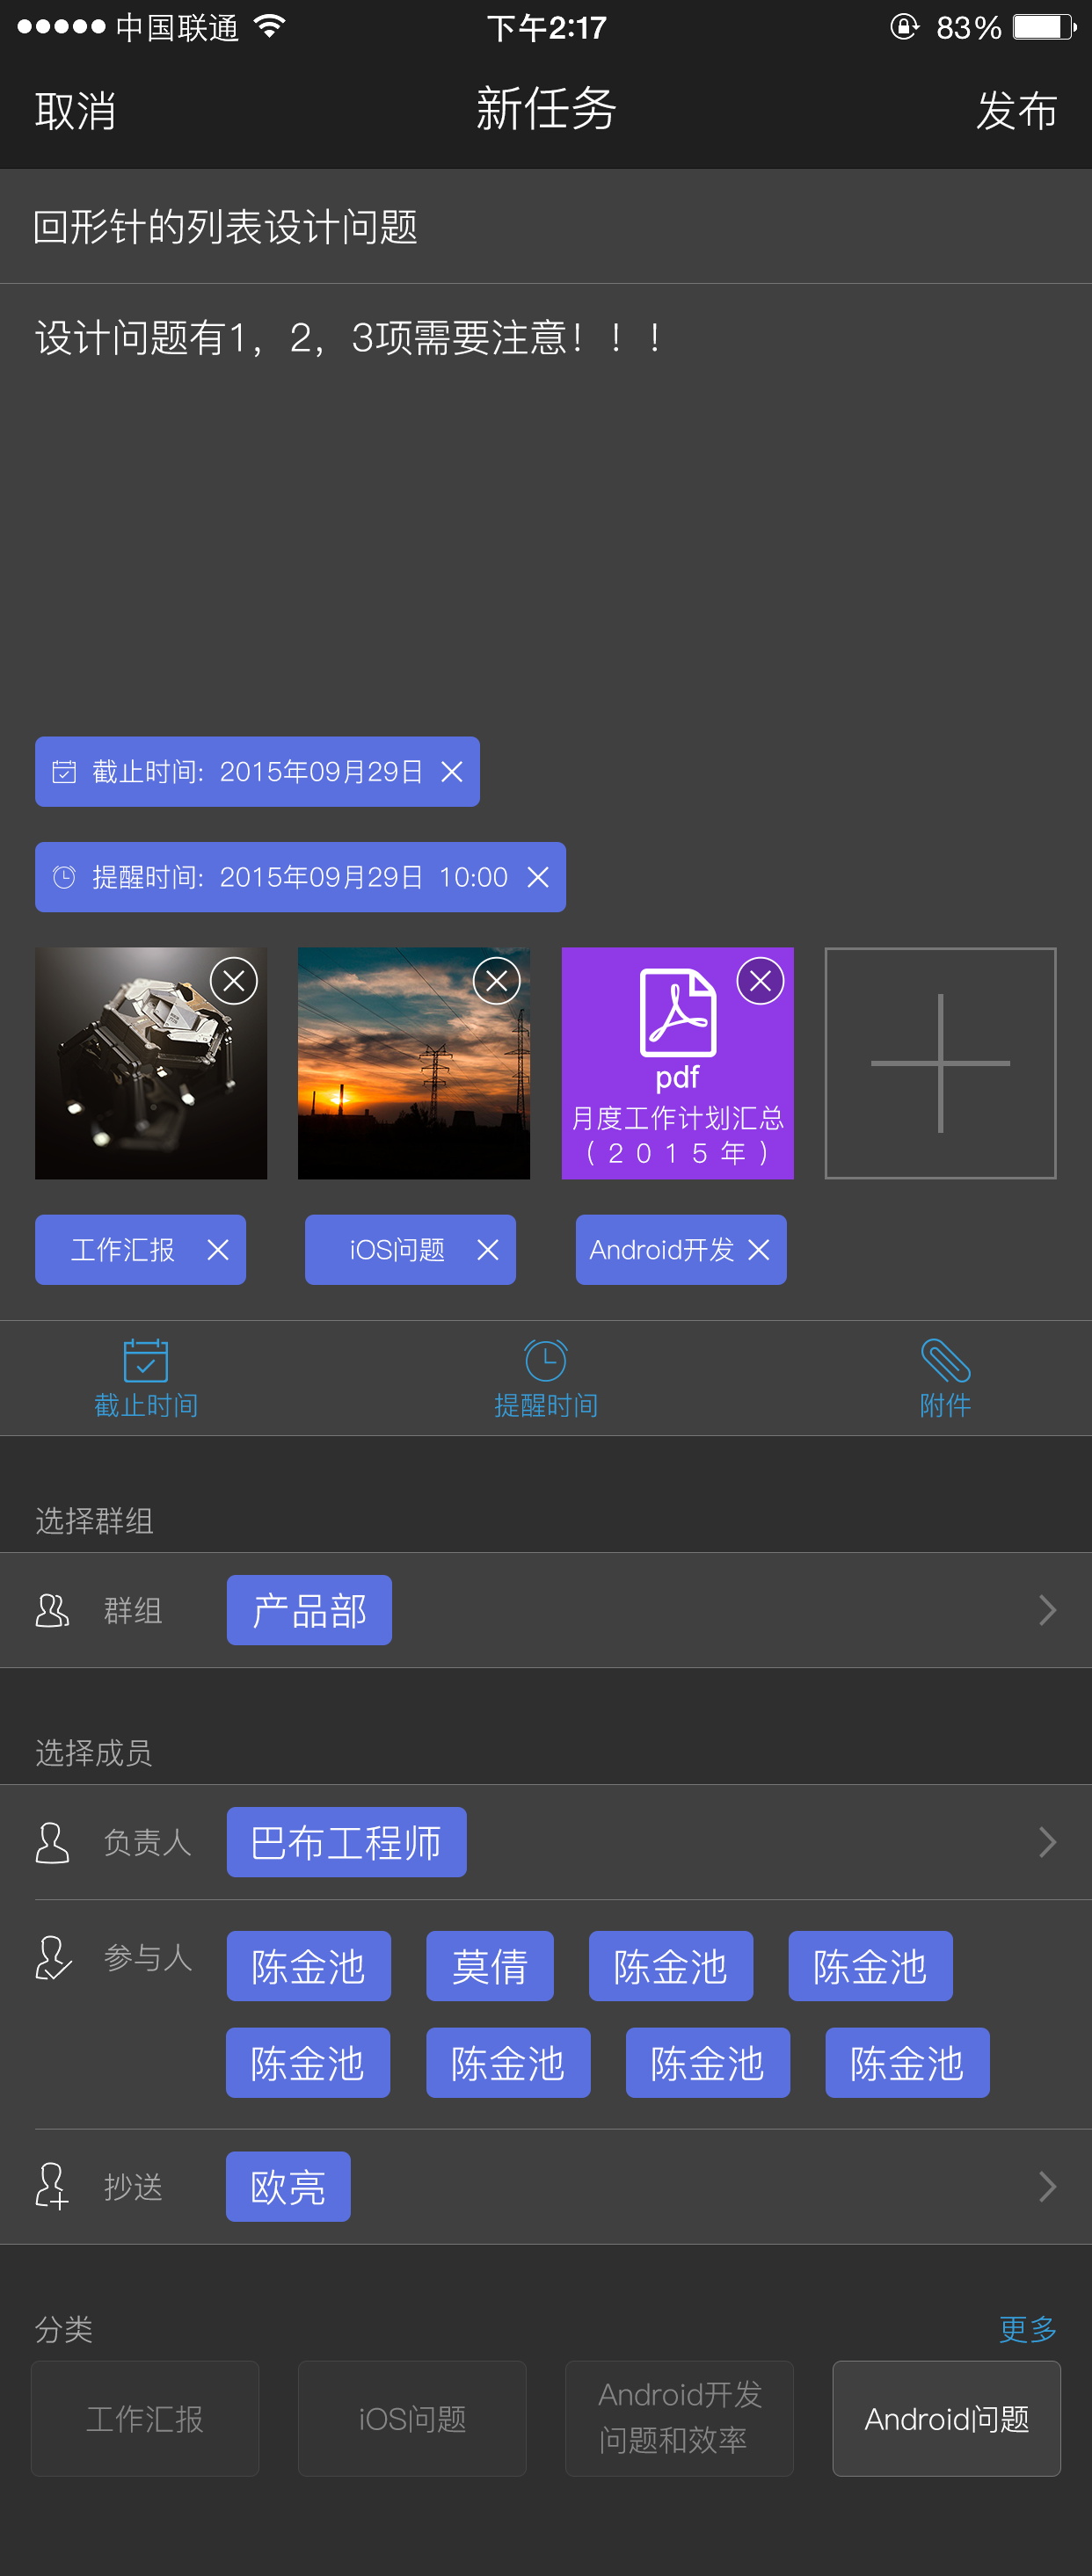 中国联通 下午2:17 83%
取消 新任务 发布
回形针的列表设计问题
设计问题有1，2，3项需要注意！！！
截止时间：2015年09月29日
提醒时间：2015年09月29日 10:00
pdf
月度工作计划汇总
（2015年）
工作汇报 iOS问题 Android开发
截止时间 提醒时间 附件
选择群组
群组 产品部
选择成员
负责人 巴布工程师
参与人 陈金池 莫倩 陈金池 陈金池
陈金池 陈金池 陈金池 陈金池
抄送 欧亮
分类 更多
工作汇报 iOS问题 Android开发
问题和效率 Android问题